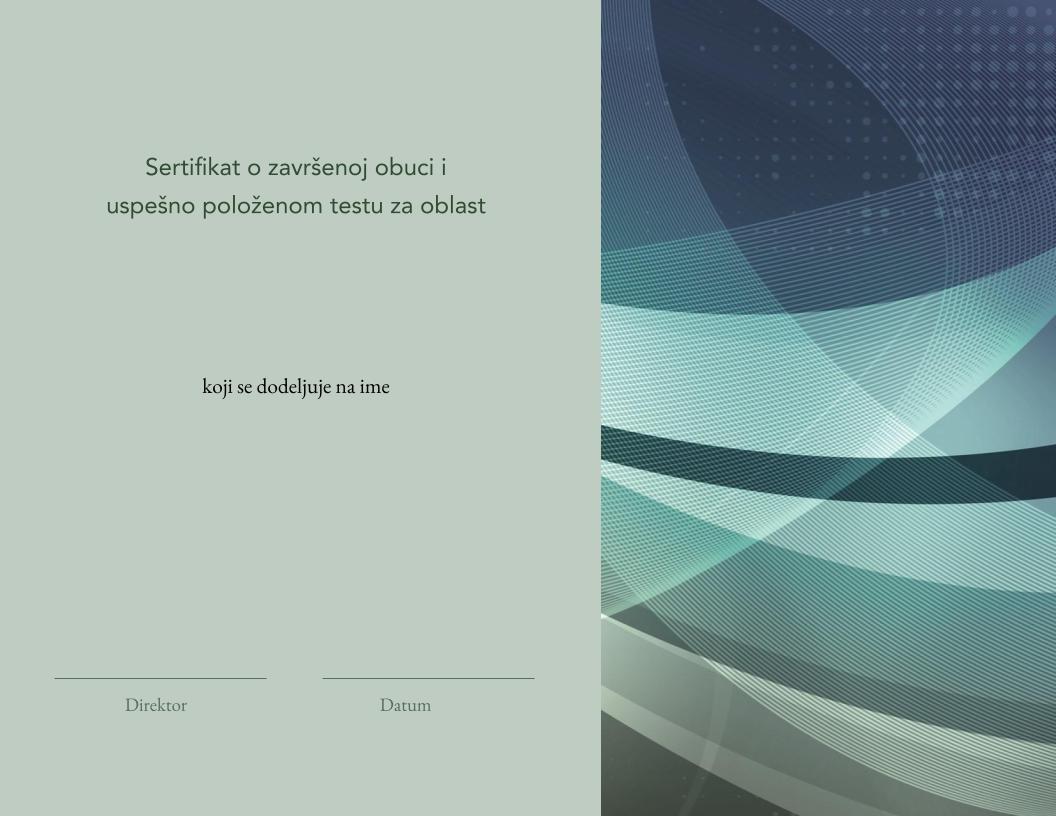 Sertifikat o završenoj obuci i
uspešno položenom testu za oblast
koji se dodeljuje na ime
Direktor
Datum